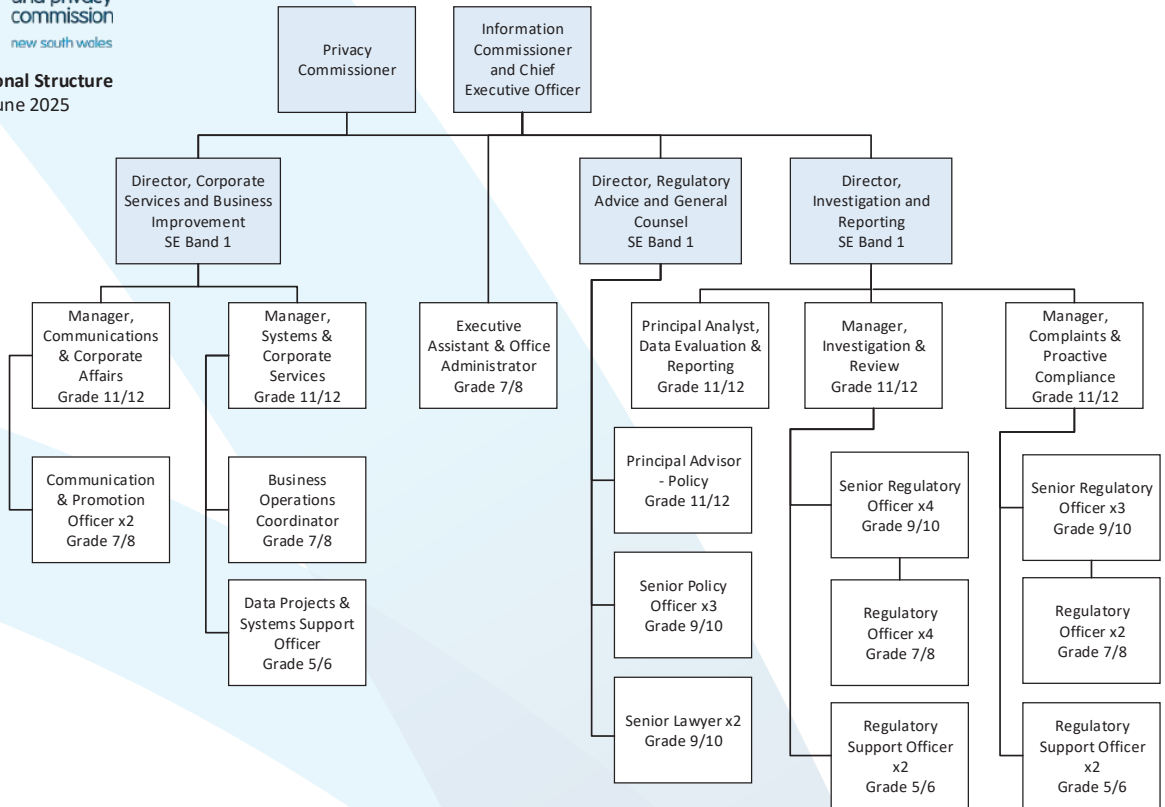 commission
new south wales
onal Structure
une 2025
Privacy
Commissioner
Information
Commissioner
and Chief
Executive Officer
Director, Corporate
Services and Business
Improvement
SE Band 1
Director, Regulatory
Advice and General
Counsel
SE Band 1
Director,
Investigation and
Reporting
SE Band 1
Manager,
Communications
& Corporate
Affairs
Grade 11/12
Manager,
Systems &
Corporate
Services
Grade 11/12
Executive
Assistant & Office
Administrator
Grade 7/8
Principal Analyst,
Data Evaluation &
Reporting
Grade 11/12
Manager,
Investigation &
Review
Grade 11/12
Manager,
Complaints &
Proactive
Compliance
Grade 11/12
Communication
& Promotion
Officer x2
Grade 7/8
Business
Operations
Coordinator
Grade 7/8
Data Projects &
Systems Support
Officer
Grade 5/6
Principal Advisor
- Policy
Grade 11/12
Senior Policy
Officer x3
Grade 9/10
Senior Lawyer x2
Grade 9/10
Senior Regulatory
Officer x4
Grade 9/10
Regulatory
Officer x4
Grade 7/8
Regulatory
Support Officer
x2
Grade 5/6
Senior Regulatory
Officer x3
Grade 9/10
Regulatory
Officer x2
Grade 7/8
Regulatory
Support Officer
x2
Grade 5/6